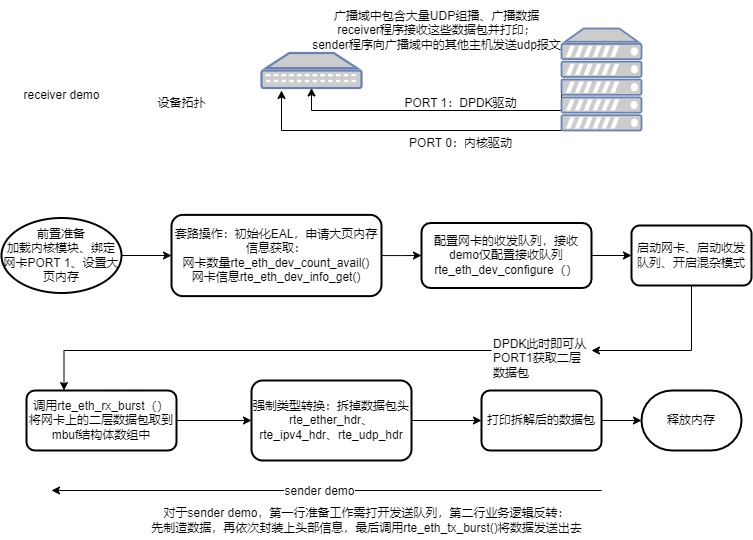 广播域中包含大量UDP组播、广播数据
receiver程序接收这些数据包并打印；
sender程序向广播域中的其他主机发送udp报文
receiver demo
设备拓扑
PORT 1：DPDK驱动
PORT 0：内核驱动
前置准备
加载内核模块、绑定
网卡PORT 1、设置大
页内存
套路操作：初始化EAL，申请大页内存
信息获取：
网卡数量rte_eth_dev_count_avail()
网卡信息rte_eth_dev_info_get()
配置网卡的收发队列，接收
demo仅配置接收队列
rte_eth_dev_configure（）
启动网卡、启动收发
队列、开启混杂模式
DPDK此时即可从
PORT1获取二层
数据包
调用rte_eth_rx_burst（）
将网卡上的二层数据包取到
mbuf结构体数组中
强制类型转换：拆掉数据包头
rte_ether_hdr、
rte_ipv4_hdr、rte_udp_hdr
打印拆解后的数据包
释放内存
sender demo
对于sender demo，第一行准备工作需打开发送队列，第二行业务逻辑反转：
先制造数据，再依次封装上头部信息，最后调用rte_eth_tx_burst()将数据发送出去